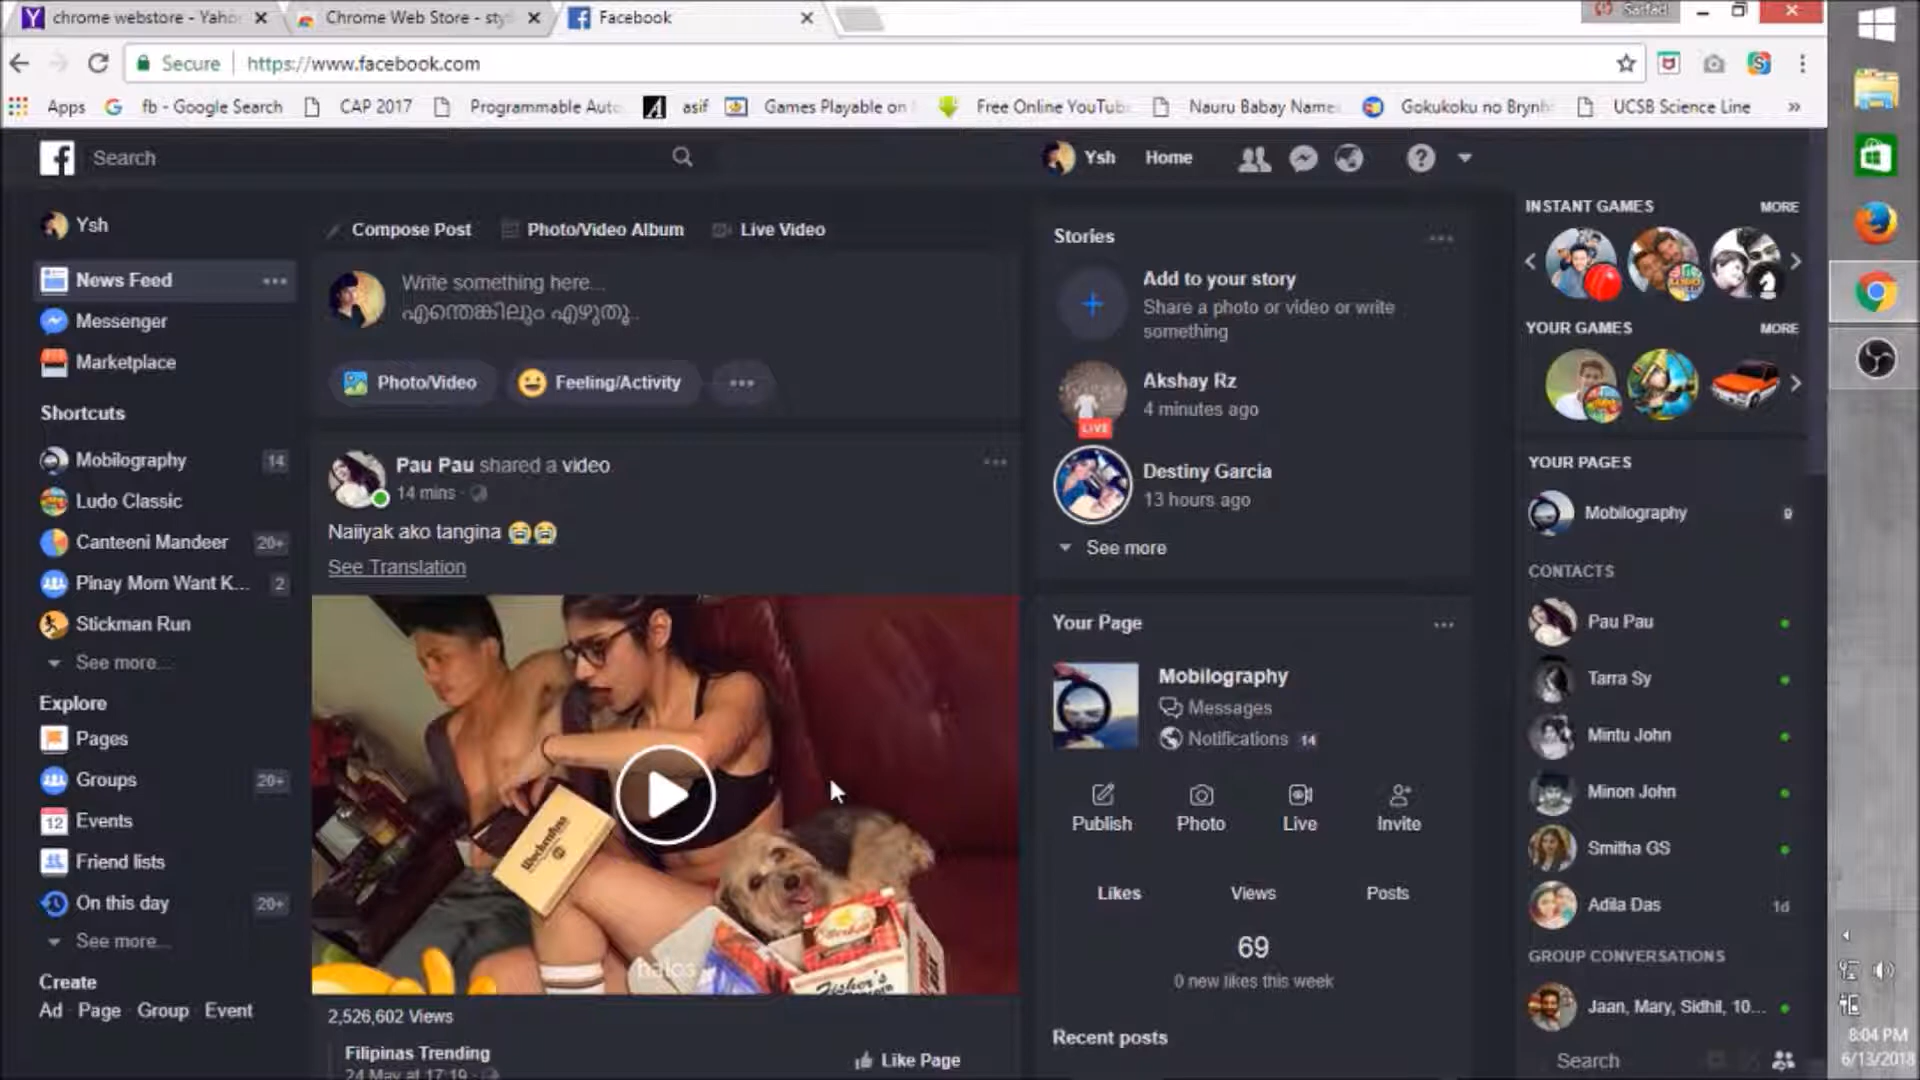 chrome webstore - Yaho
Chrome Web Store - sty
Facebook
Sarfad
Secure
https://www.facebook.com
Apps
fb - Google Search
CAP 2017
Programmable Auto
asif
Games Playable on
Free Online YouTub
Nauru Babay Name
Gokukoku no Brynh
UCSB Science Line
»
Search
Ysh
Home
Ysh
News Feed
Messenger
Marketplace
Shortcuts
Mobilography 14
Ludo Classic
Canteeni Mandeer 20+
Pinay Mom Want K... 2
Stickman Run
See more...
Explore
Pages
Groups 20+
Events
12
Friend lists
On this day 20+
See more...
Create
Ad · Page · Group · Event
Compose Post
Photo/Video Album
Live Video
Write something here...
എന്തെങ്കിലും എഴുതൂ..
Photo/Video
Feeling/Activity
Pau Pau shared a video.
14 mins ·
Naiiyak ako tangina 😭😭
See Translation
halos
Fisher's
2,526,602 Views
Filipinas Trending
24 May at 17:19 ·
Like Page
Stories
Add to your story
Share a photo or video or write
something
Akshay Rz
4 minutes ago
LIVE
Destiny Garcia
13 hours ago
See more
Your Page
Mobilography
Messages
Notifications 14
Publish
Photo
Live
Invite
Likes
Views
Posts
69
0 new likes this week
Recent posts
INSTANT GAMES
MORE
YOUR GAMES
MORE
YOUR PAGES
Mobilography 9
CONTACTS
Pau Pau
Tarra Sy
Mintu John
Minon John
Smitha GS
Adila Das 1d
GROUP CONVERSATIONS
Jaan, Mary, Sidhil, 10...
Search
8:04 PM
6/13/2018